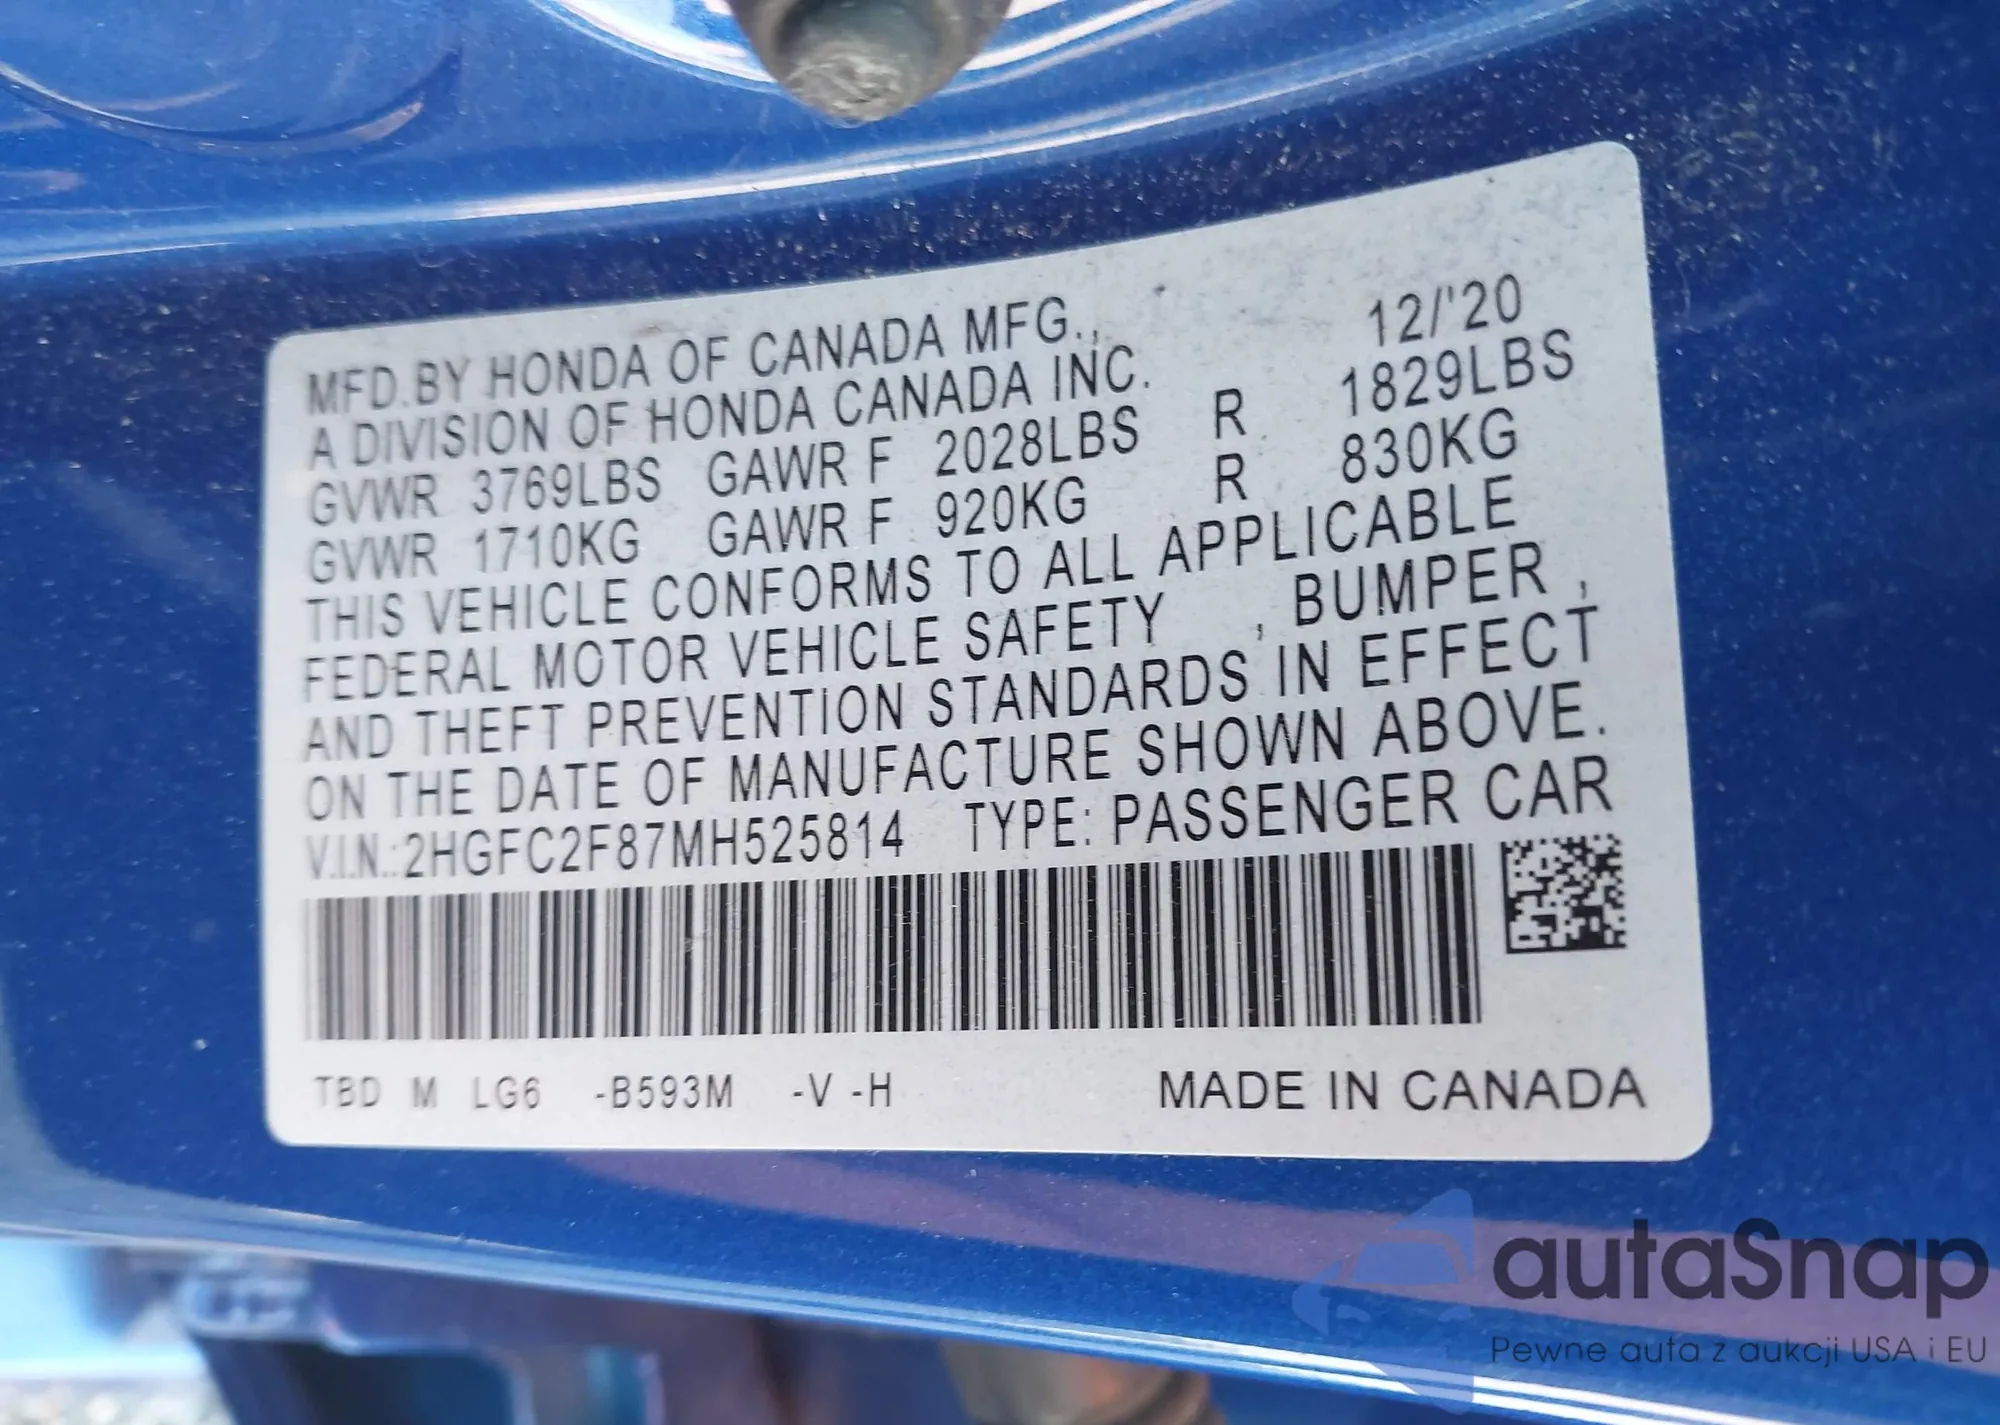 MFD.BY HONDA OF CANADA MFG., 12/'20
A DIVISION OF HONDA CANADA INC.
GVWR 3769LBS GAWR F 2028LBS R 1829LBS
GVWR 1710KG GAWR F 920KG R 830KG
THIS VEHICLE CONFORMS TO ALL APPLICABLE
FEDERAL MOTOR VEHICLE SAFETY , BUMPER ,
AND THEFT PREVENTION STANDARDS IN EFFECT
ON THE DATE OF MANUFACTURE SHOWN ABOVE.
V.I.N.:2HGFC2F87MH525814 TYPE: PASSENGER CAR
TBD M LG6 -B593M -V -H MADE IN CANADA
autaSnap
Pewne auta z aukcji USA i EU